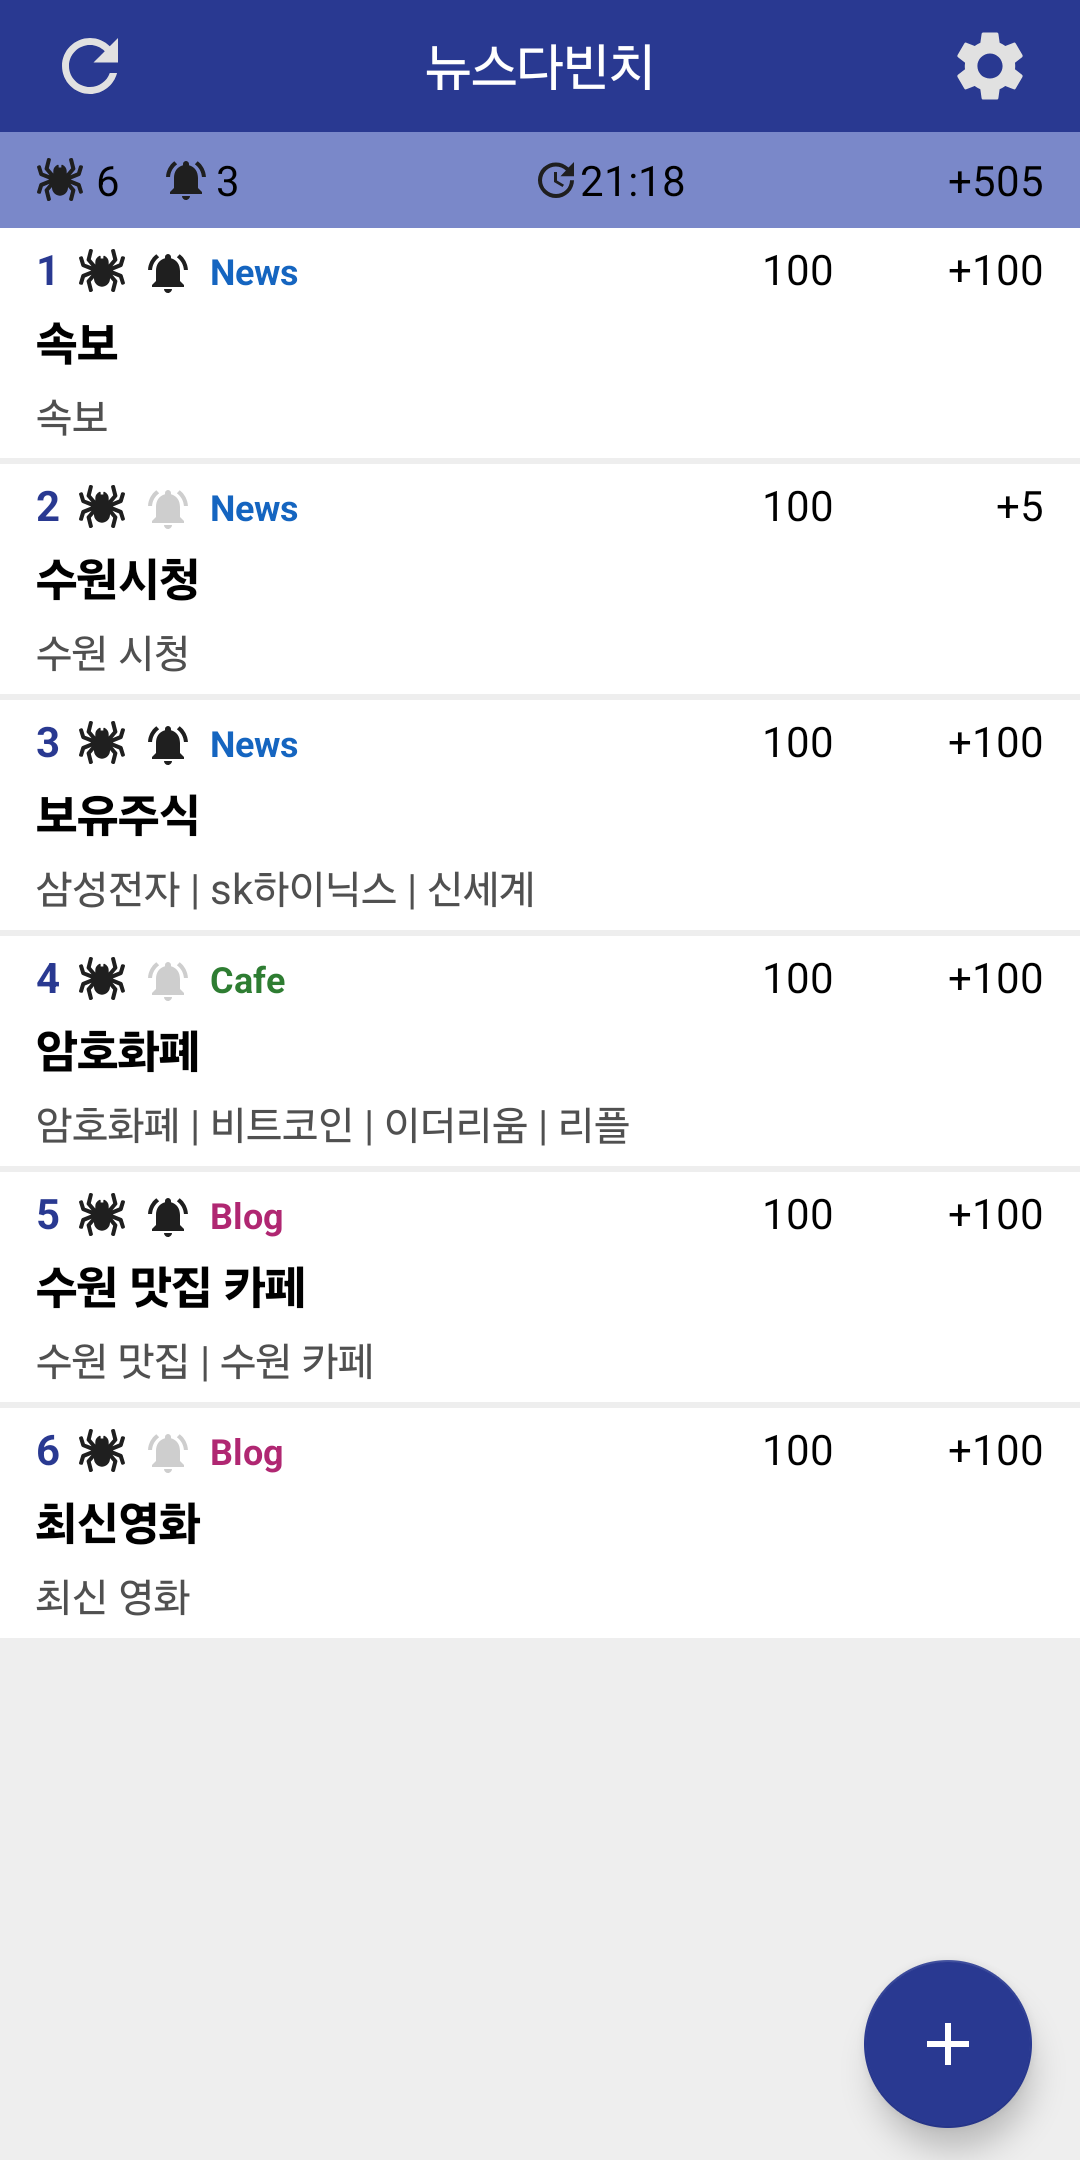 뉴스다빈치
6 3 21:18 +505
1 News 100 +100
속보
속보
2 News 100 +5
수원시청
수원 시청
3 News 100 +100
보유주식
삼성전자 | sk하이닉스 | 신세계
4 Cafe 100 +100
암호화폐
암호화폐 | 비트코인 | 이더리움 | 리플
5 Blog 100 +100
수원 맛집 카페
수원 맛집 | 수원 카페
6 Blog 100 +100
최신영화
최신 영화